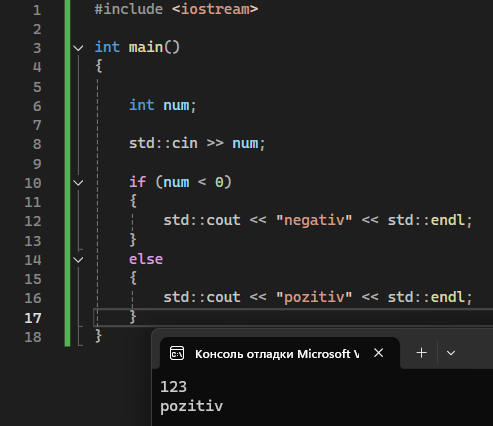 1 #include <iostream>
2
3 int main()
4 {
5
6 int num;
7
8 std::cin >> num;
9
10 if (num < 0)
11 {
12 std::cout << "negativ" << std::endl;
13 }
14 else
15 {
16 std::cout << "pozitiv" << std::endl;
17 }
18 }
Консоль отладки Microsoft V
123
pozitiv